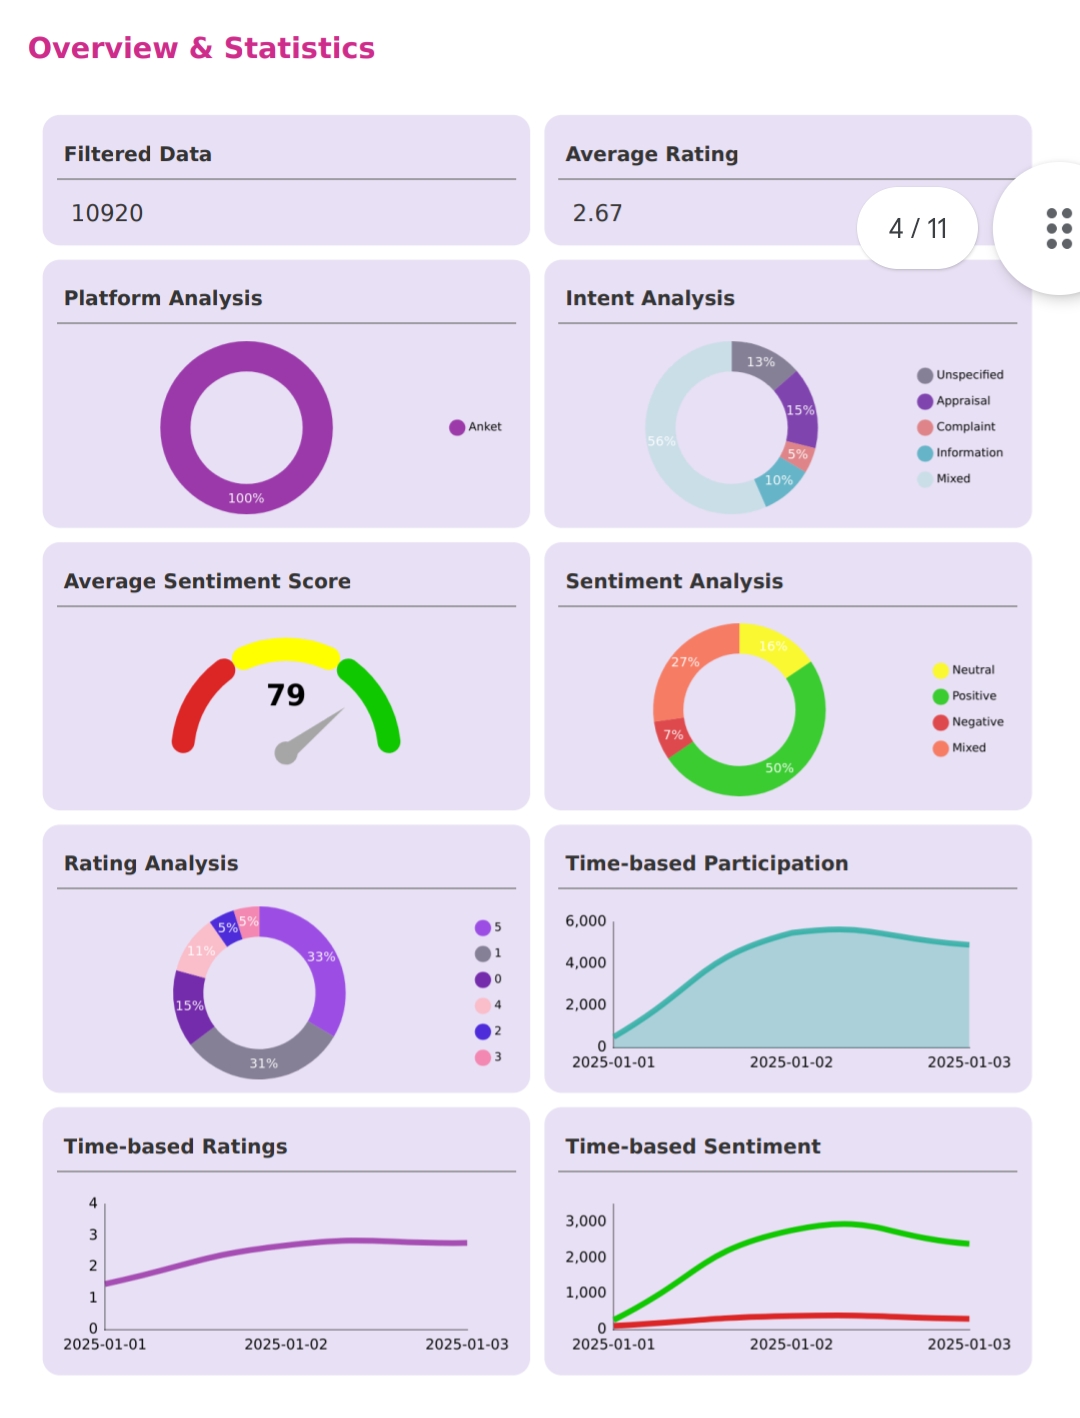 Overview & Statistics
Filtered Data
10920
Average Rating
2.67
4 / 11
Platform Analysis
100%
Anket
Intent Analysis
13%
15%
5%
10%
56%
Unspecified
Appraisal
Complaint
Information
Mixed
Average Sentiment Score
79
Sentiment Analysis
16%
50%
7%
27%
Neutral
Positive
Negative
Mixed
Rating Analysis
33%
31%
15%
11%
5%
5%
5
1
0
4
2
3
Time-based Participation
6,000
4,000
2,000
0
2025-01-01 2025-01-02 2025-01-03
Time-based Ratings
4
3
2
1
0
2025-01-01 2025-01-02 2025-01-03
Time-based Sentiment
3,000
2,000
1,000
0
2025-01-01 2025-01-02 2025-01-03